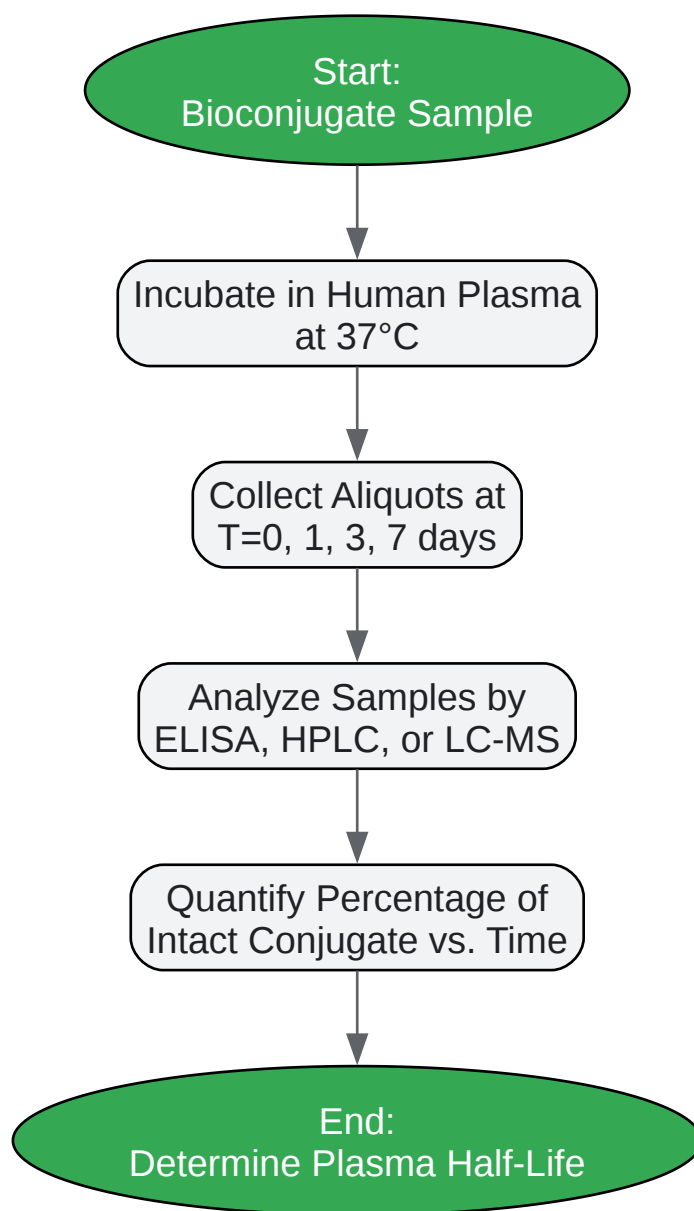 Start:
Bioconjugate Sample
Incubate in Human Plasma
at 37°C
Collect Aliquots at
T=0, 1, 3, 7 days
Analyze Samples by
ELISA, HPLC, or LC-MS
Quantify Percentage of
Intact Conjugate vs. Time
End:
Determine Plasma Half-Life